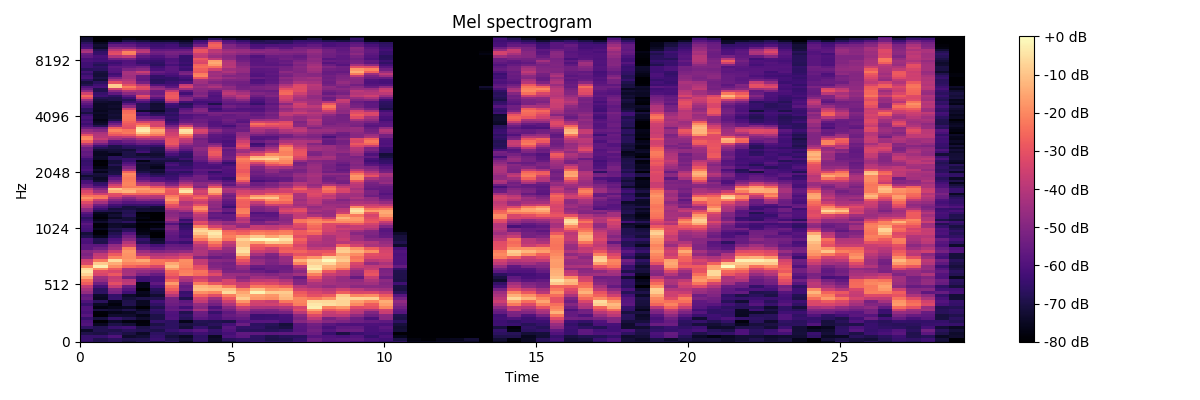 Mel spectrogram
8192
4096
2048
1024
512
0
Hz
0 5 10 15 20 25
Time
+0 dB
-10 dB
-20 dB
-30 dB
-40 dB
-50 dB
-60 dB
-70 dB
-80 dB